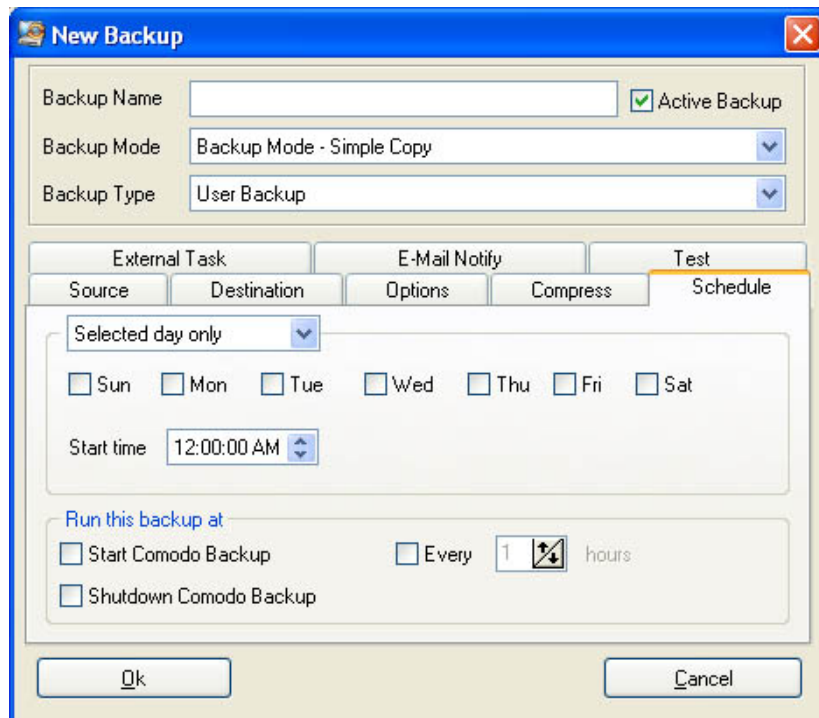 New Backup
Backup Name Active Backup
Backup Mode Backup Mode - Simple Copy
Backup Type User Backup
External Task E-Mail Notify Test
Source Destination Options Compress Schedule
Selected day only
Sun Mon Tue Wed Thu Fri Sat
Start time 12:00:00 AM
Run this backup at
Start Comodo Backup Every 1 hours
Shutdown Comodo Backup
Ok Cancel